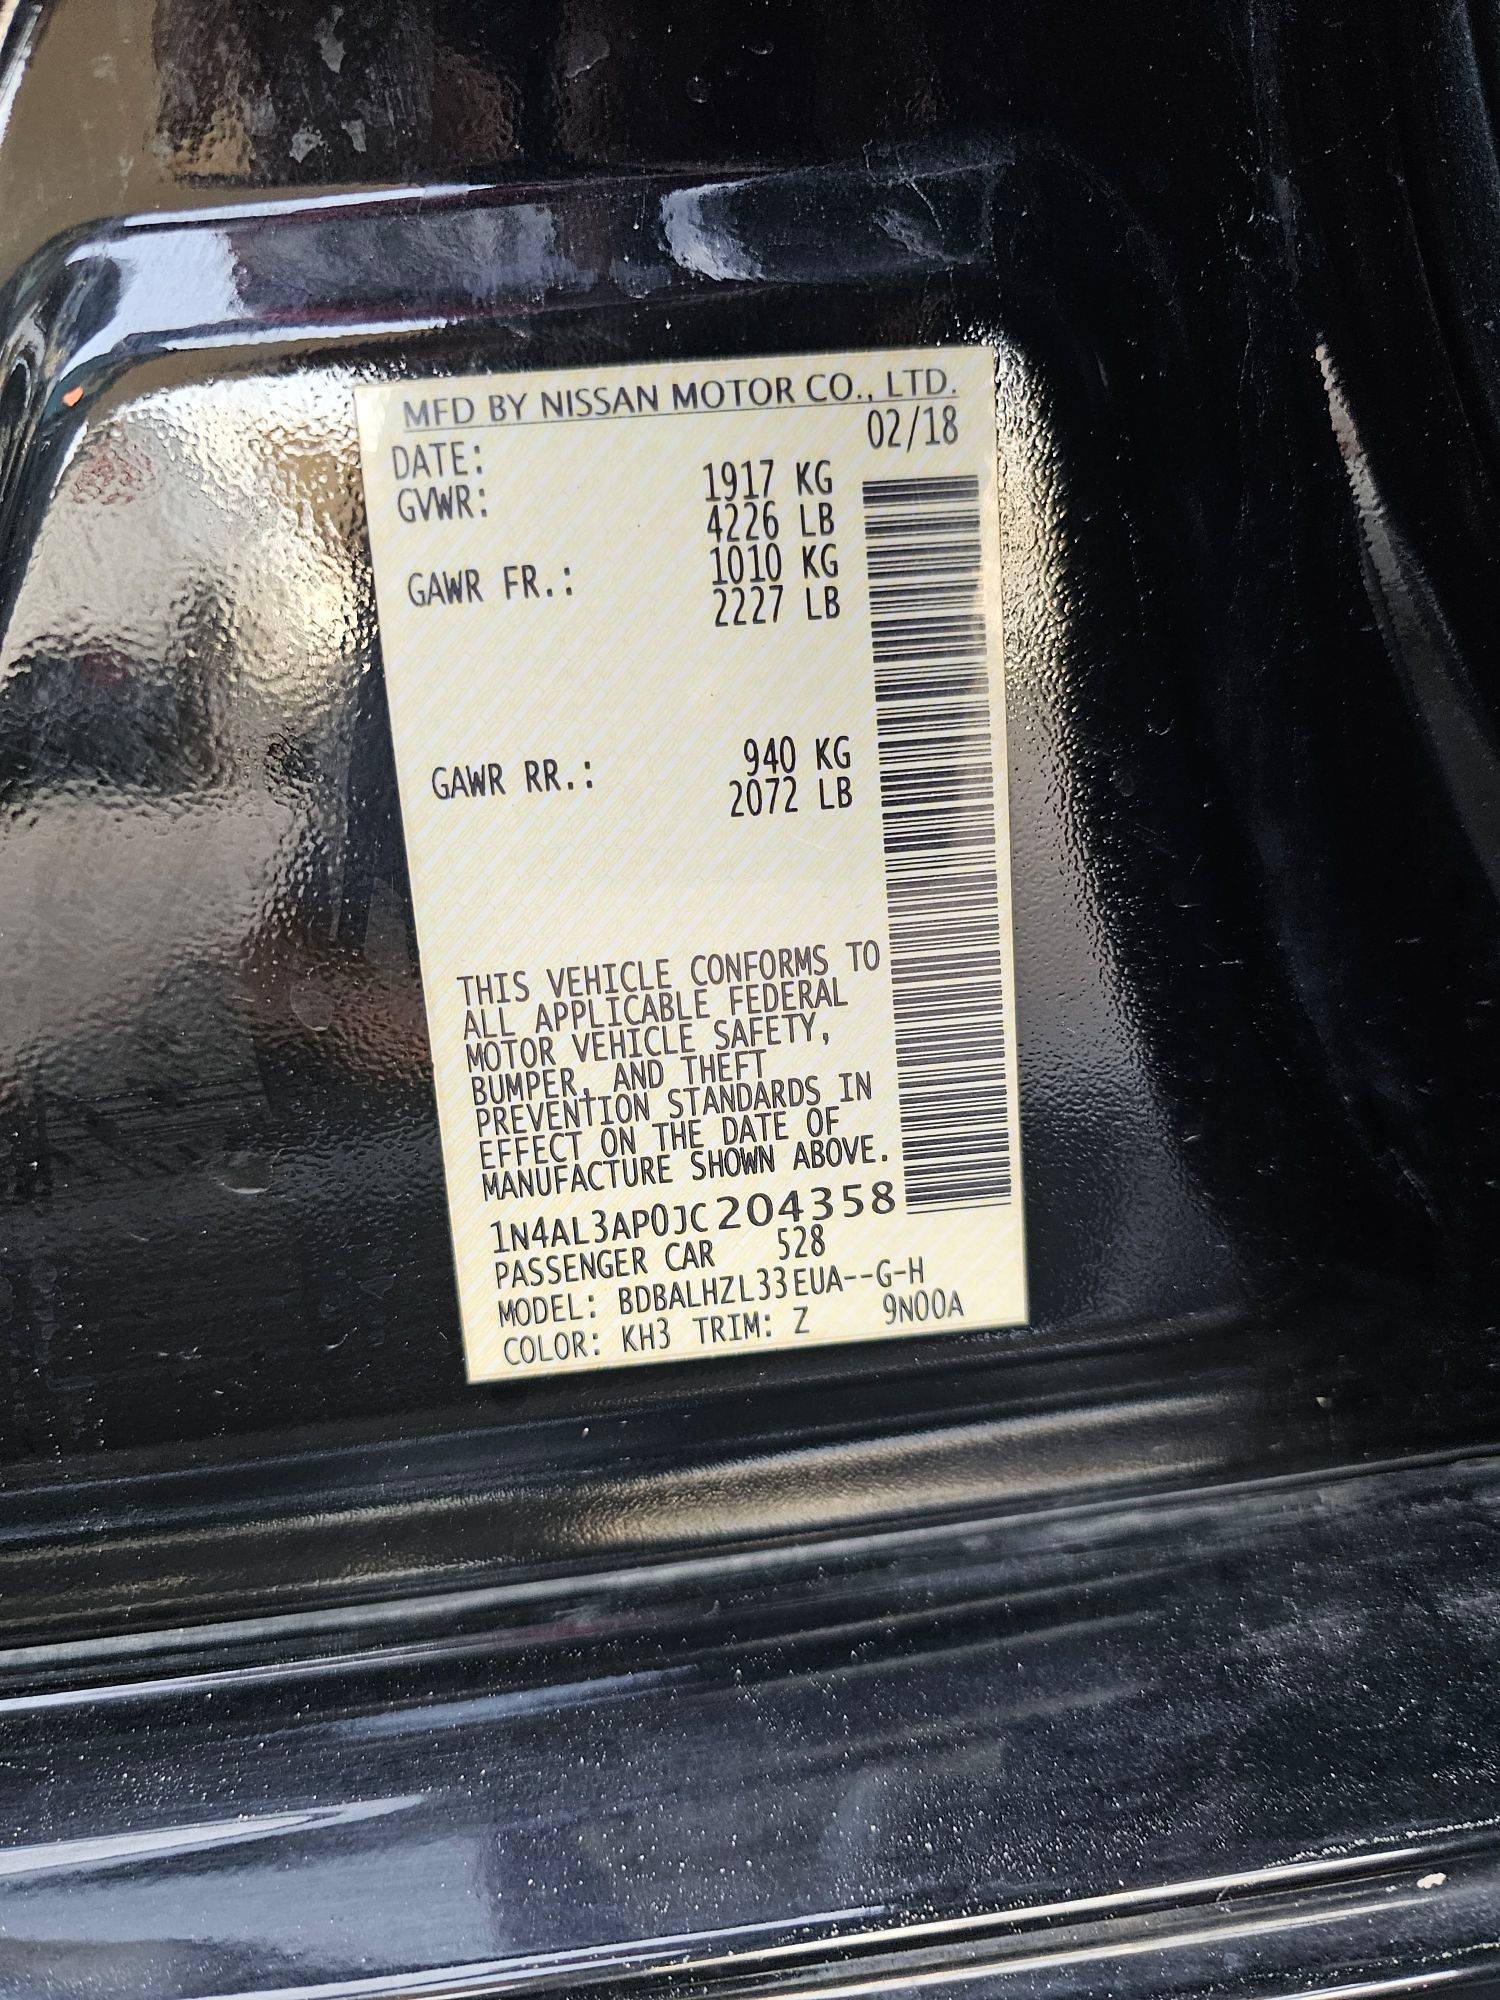 MFD BY NISSAN MOTOR CO., LTD.
DATE: 02/18
GVWR: 1917 KG
4226 LB
GAWR FR.: 1010 KG
2227 LB
GAWR RR.: 940 KG
2072 LB
THIS VEHICLE CONFORMS TO
ALL APPLICABLE FEDERAL
MOTOR VEHICLE SAFETY,
BUMPER, AND THEFT
PREVENTION STANDARDS IN
EFFECT ON THE DATE OF
MANUFACTURE SHOWN ABOVE.
1N4AL3AP0JC204358
PASSENGER CAR 528
MODEL: BDBALHZL33EUA--G-H
COLOR: KH3 TRIM: Z 9N00A